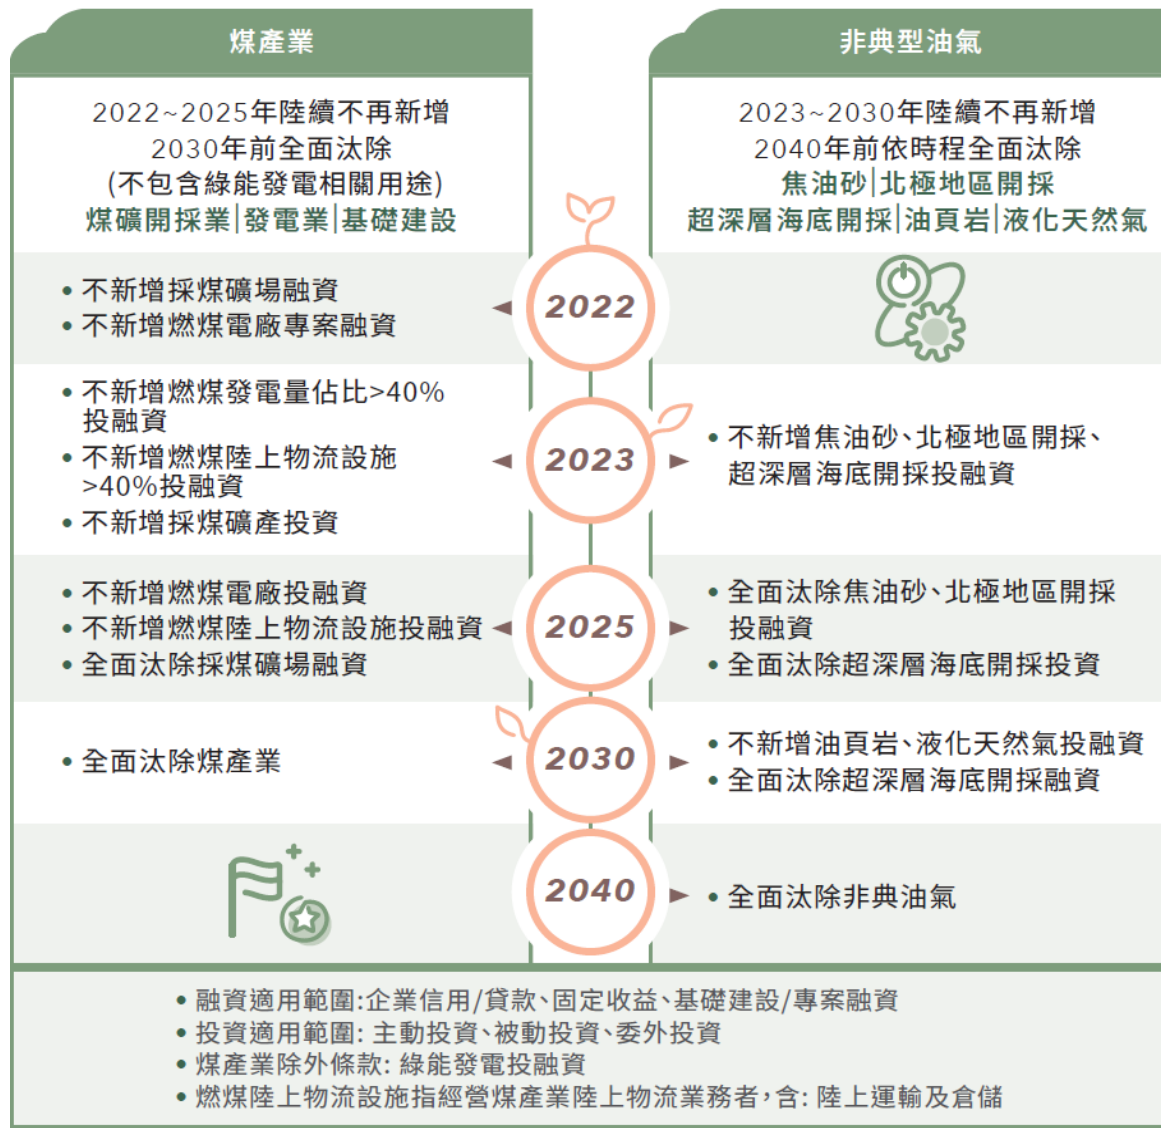 煤產業
2022~2025年陸續不再新增
2030年前全面汰除
(不包含綠能發電相關用途)
煤礦開採業|發電業|基礎建設
非典型油氣
2023~2030年陸續不再新增
2040年前依時程全面汰除
焦油砂|北極地區開採
超深層海底開採|油頁岩|液化天然氣
2022
• 不新增採煤礦場融資
• 不新增燃煤電廠專案融資
2023
• 不新增燃煤發電量佔比>40%
投融資
• 不新增燃煤陸上物流設施
>40%投融資
• 不新增採煤礦產投資
• 不新增焦油砂、北極地區開採、
超深層海底開採投融資
2025
• 不新增燃煤電廠投融資
• 不新增燃煤陸上物流設施投融資
• 全面汰除採煤礦場融資
• 全面汰除焦油砂、北極地區開採
投融資
• 全面汰除超深層海底開採投資
2030
• 全面汰除煤產業
• 不新增油頁岩、液化天然氣投融資
• 全面汰除超深層海底開採融資
2040
• 全面汰除非典油氣
• 融資適用範圍:企業信用/貸款、固定收益、基礎建設/專案融資
• 投資適用範圍: 主動投資、被動投資、委外投資
• 煤產業除外條款: 綠能發電投融資
• 燃煤陸上物流設施指經營煤產業陸上物流業務者,含: 陸上運輸及倉儲